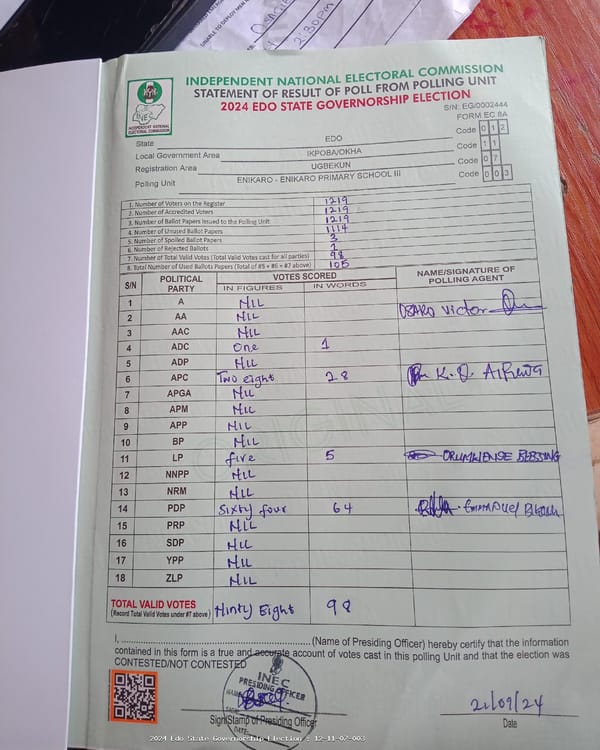 INDEPENDENT NATIONAL ELECTORAL COMMISSION
STATEMENT OF RESULT OF POLL FROM POLLING UNIT
2024 EDO STATE GOVERNORSHIP ELECTION
S/N: EG/0002444
FORM EC 8A
INEC
INDEPENDENT NATIONAL ELECTORAL COMMISSION
State EDO Code 0 1 2
Local Government Area IKPOBA/OKHA Code 1 1
Registration Area UGBEKUN Code 0 7
Polling Unit ENIKARO - ENIKARO PRIMARY SCHOOL III Code 0 0 3
1. Number of Voters on the Register 1219
2. Number of Accredited Voters 1219
3. Number of Ballot Papers Issued to the Polling Unit 1219
4. Number of Unused Ballot Papers 1114
5. Number of Spoiled Ballot Papers 3
6. Number of Rejected Ballots
7. Number of Total Valid Votes (Total Valid Votes cast for all parties) 98
8. Total Number of Used Ballots Papers (Total of #5 + #6 + #7 above) 105
S/N POLITICAL PARTY VOTES SCORED NAME/SIGNATURE OF POLLING AGENT
IN FIGURES IN WORDS
1 A NIL
2 AA NIL OSARO Victor
3 AAC NIL
4 ADC One 1
5 ADP NIL
6 APC Two eight 28 K. O.
7 APGA NIL
8 APM NIL
9 APP NIL
10 BP NIL
11 LP five 5 ORUMWENSE BLESSING
12 NNPP NIL
13 NRM NIL
14 PDP Sixty four 64 Emmanuel
15 PRP NIL
16 SDP NIL
17 YPP NIL
18 ZLP NIL
TOTAL VALID VOTES
(Record Total Valid Votes under #7 above) Ninty Eight 98
I, ............ (Name of Presiding Officer) hereby certify that the information
contained in this form is a true and accurate account of votes cast in this polling Unit and that the election was
CONTESTED/NOT CONTESTED
INEC
PRESIDING OFFICER
NAME
SIGN
DATE
Sign/Stamp of Presiding Officer
21/09/24
Date
2024 Edo State Governorship Election : 12-11-07-003
2:30pm
ORIGINAL